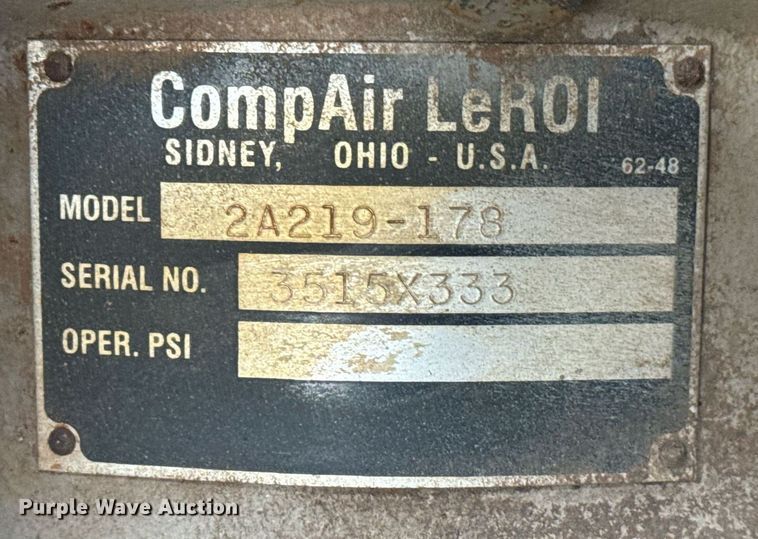 CompAir LeROI
SIDNEY, OHIO - U.S.A. 62-48
MODEL 2A219-178
SERIAL NO. 3515X333
OPER. PSI
Purple Wave Auction